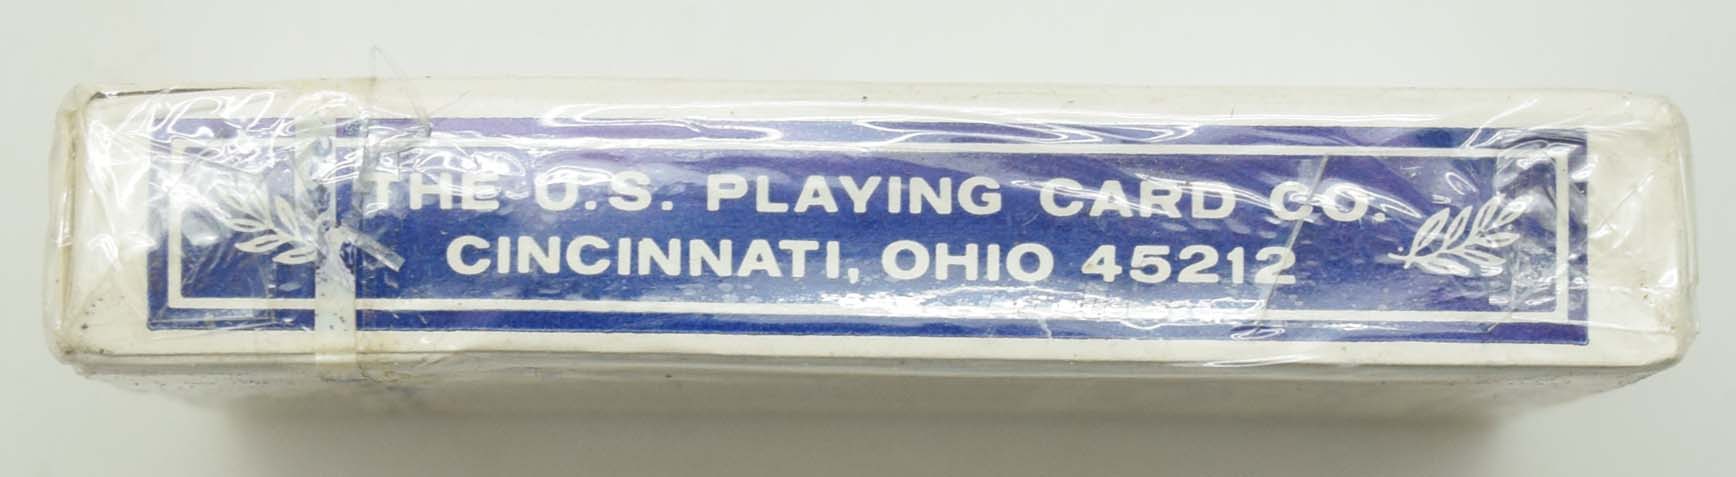 THE U.S. PLAYING CARD CO.
CINCINNATI, OHIO 45212